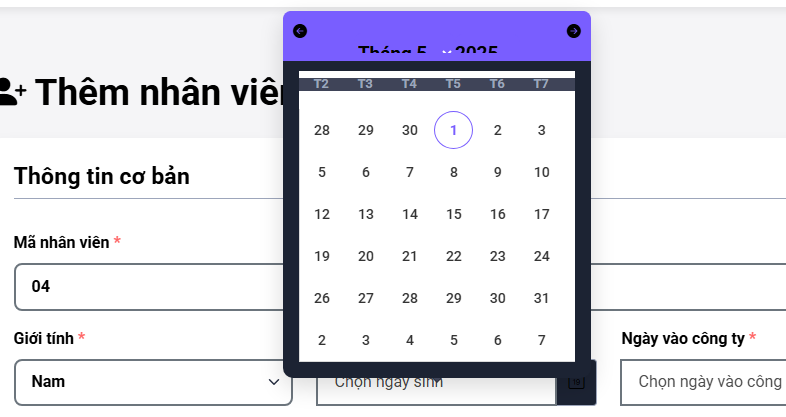 Tháng 5 2025
Thêm nhân viên
T2 T3 T4 T5 T6 T7
28 29 30 1 2 3
5 6 7 8 9 10
12 13 14 15 16 17
19 20 21 22 23 24
26 27 28 29 30 31
2 3 4 5 6 7
Thông tin cơ bản
Mã nhân viên *
04
Giới tính *
Ngày vào công ty *
Nam
Chọn ngày sinh
Chọn ngày vào công